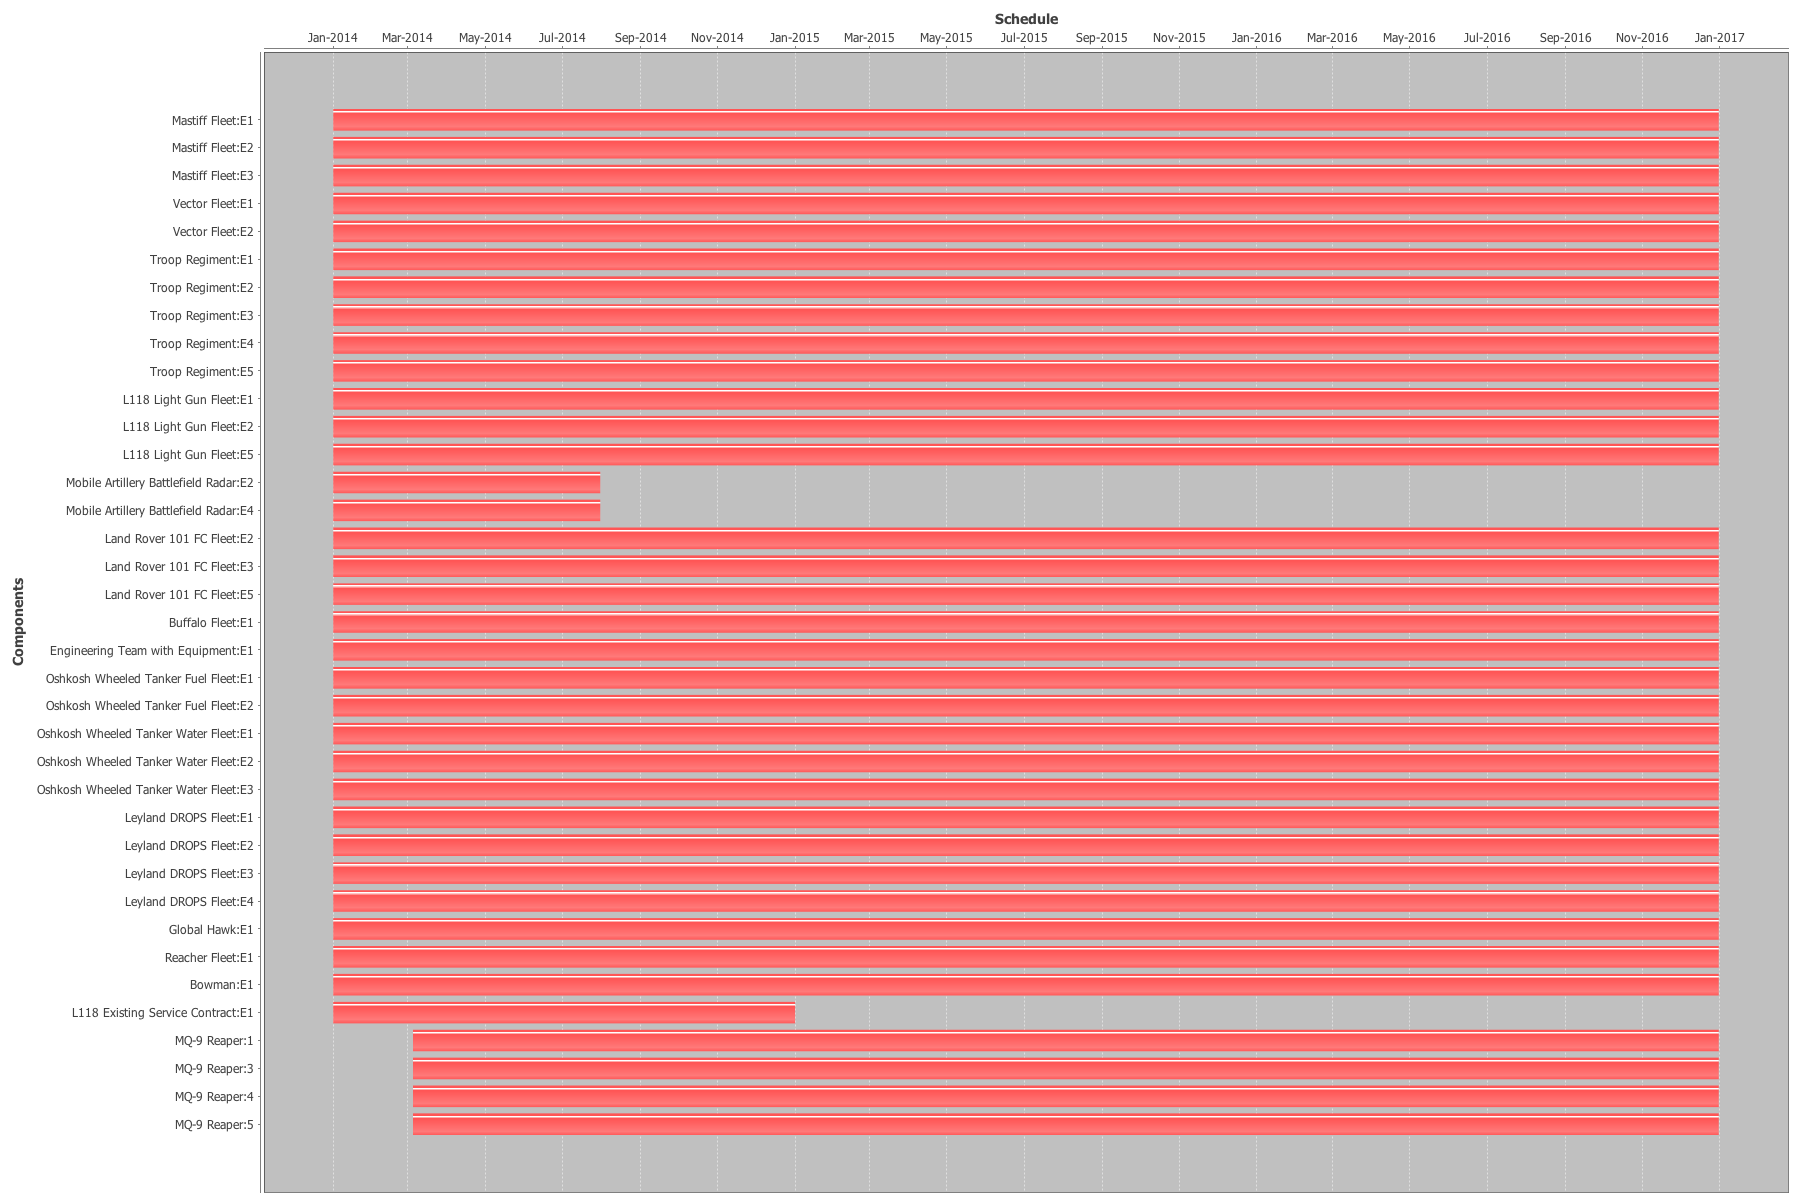 Schedule
Jan-2014 Mar-2014 May-2014 Jul-2014 Sep-2014 Nov-2014 Jan-2015 Mar-2015 May-2015 Jul-2015 Sep-2015 Nov-2015 Jan-2016 Mar-2016 May-2016 Jul-2016 Sep-2016 Nov-2016 Jan-2017
Components
Mastiff Fleet:E1
Mastiff Fleet:E2
Mastiff Fleet:E3
Vector Fleet:E1
Vector Fleet:E2
Troop Regiment:E1
Troop Regiment:E2
Troop Regiment:E3
Troop Regiment:E4
Troop Regiment:E5
L118 Light Gun Fleet:E1
L118 Light Gun Fleet:E2
L118 Light Gun Fleet:E5
Mobile Artillery Battlefield Radar:E2
Mobile Artillery Battlefield Radar:E4
Land Rover 101 FC Fleet:E2
Land Rover 101 FC Fleet:E3
Land Rover 101 FC Fleet:E5
Buffalo Fleet:E1
Engineering Team with Equipment:E1
Oshkosh Wheeled Tanker Fuel Fleet:E1
Oshkosh Wheeled Tanker Fuel Fleet:E2
Oshkosh Wheeled Tanker Water Fleet:E1
Oshkosh Wheeled Tanker Water Fleet:E2
Oshkosh Wheeled Tanker Water Fleet:E3
Leyland DROPS Fleet:E1
Leyland DROPS Fleet:E2
Leyland DROPS Fleet:E3
Leyland DROPS Fleet:E4
Global Hawk:E1
Reacher Fleet:E1
Bowman:E1
L118 Existing Service Contract:E1
MQ-9 Reaper:1
MQ-9 Reaper:3
MQ-9 Reaper:4
MQ-9 Reaper:5